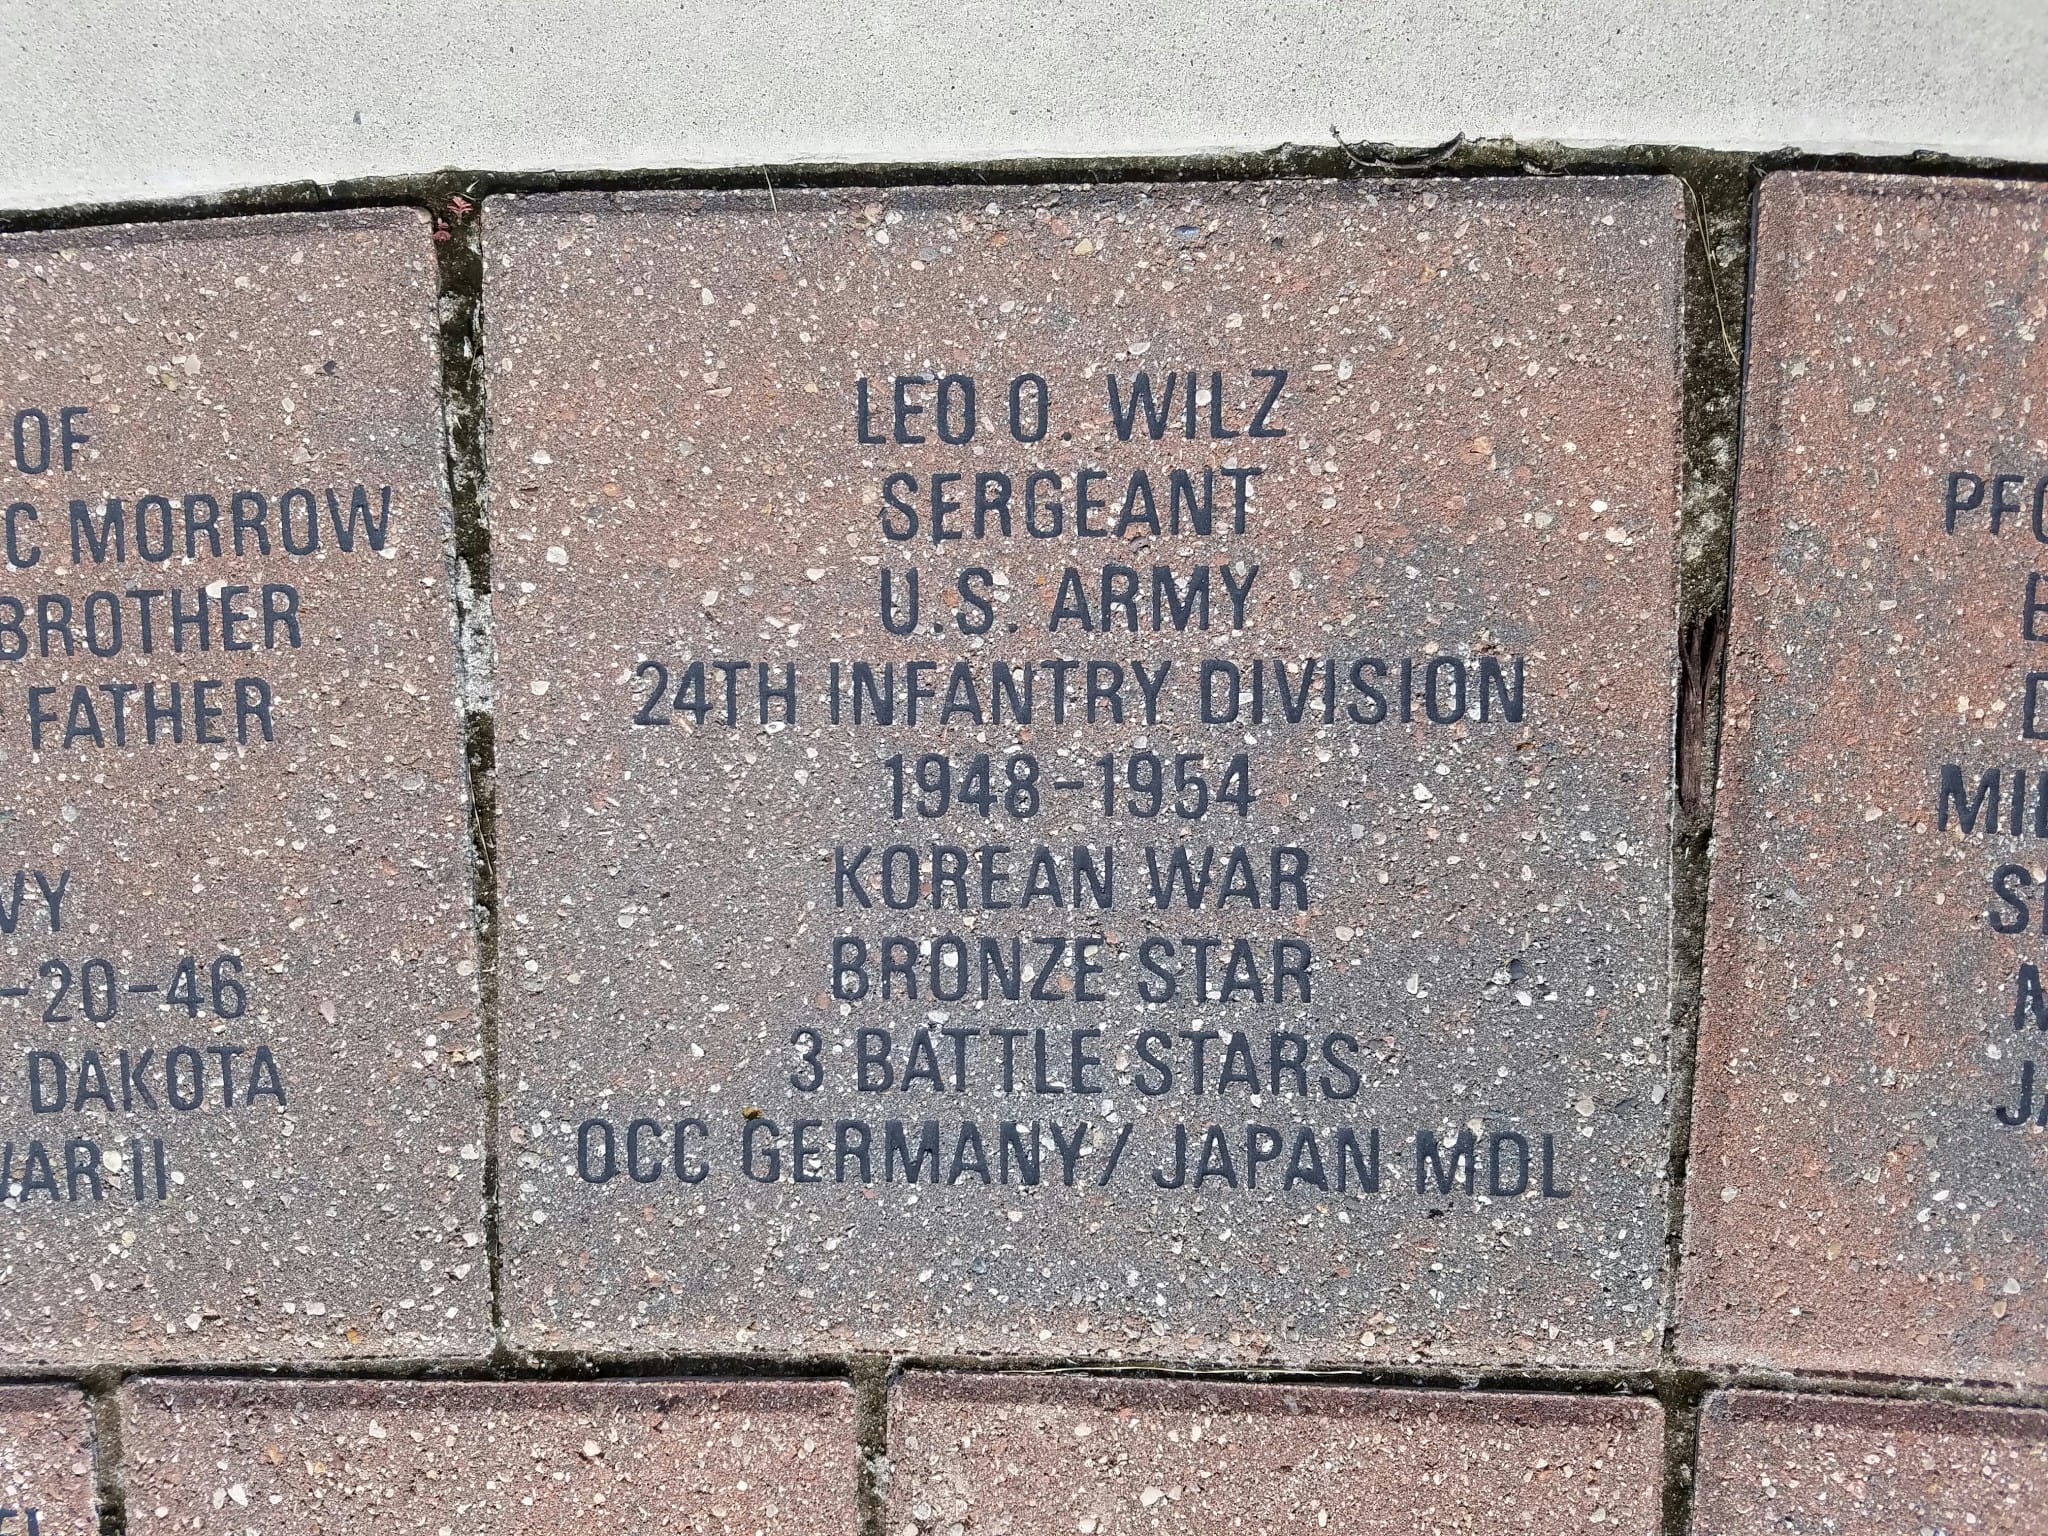 OF
C MORROW
BROTHER
FATHER
-20-46
DAKOTA
WAR II
LEO O. WILZ
SERGEANT
U.S. ARMY
24TH INFANTRY DIVISION
1948-1954
KOREAN WAR
BRONZE STAR
3 BATTLE STARS
OCC GERMANY/JAPAN MDL